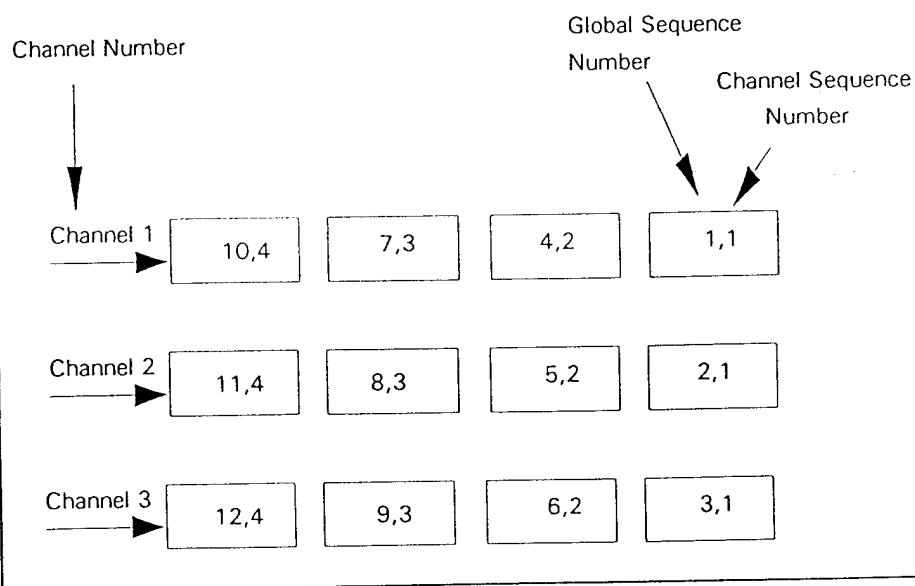 Global Sequence
Number
Channel Number
Channel Sequence
Number
Channel 1
10,4
7,3
4,2
1,1
Channel 2
11,4
8,3
5,2
2,1
Channel 3
12,4
9,3
6,2
3,1